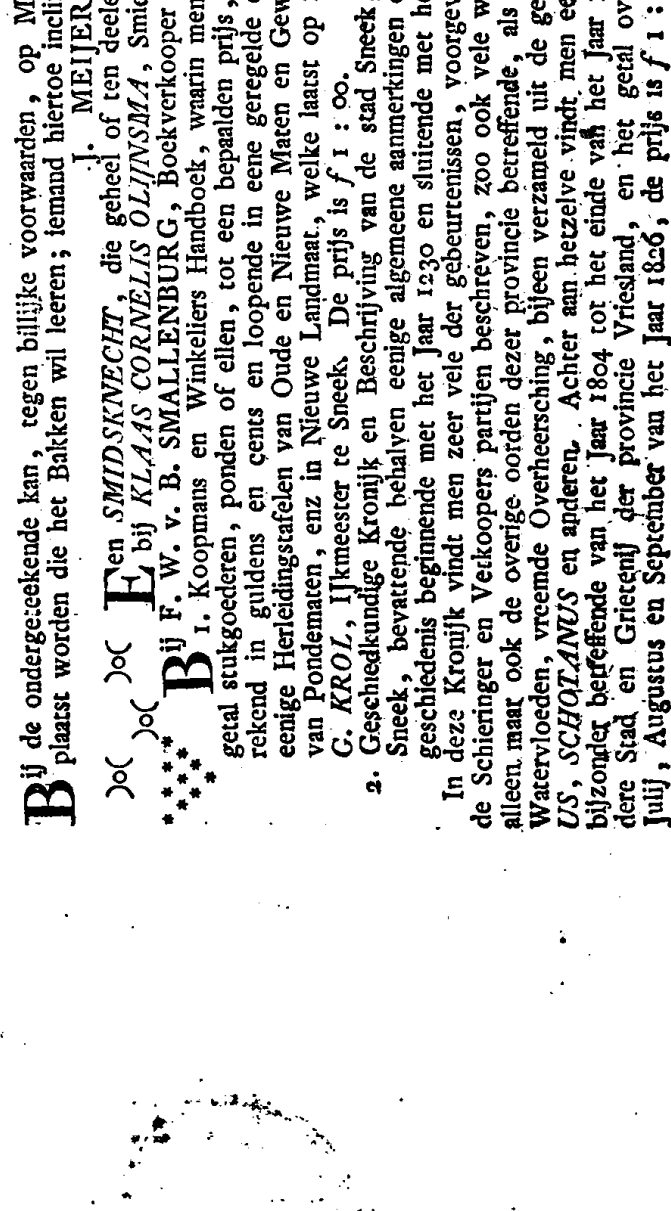 Bij de ondergeteekende kan, tegen billijke voorwaarden, op M
plaatst worden die het Bakken wil leeren; iemand hiertoe incli
J. MEIJER
Een SMIDSKNECHT, die geheel of ten deele
bij KLAAS CORNELIS OLIJNSMA, Smid
Bij F. W. v. B. SMALLENBURG, Boekverkooper
1. Koopmans en Winkeliers Handboek, waarin men
getal stukgoederen, ponden of ellen, tot een bepaalden prijs,
rekend in guldens en cents en loopende in eene geregelde
eenige Herleidingstafelen van Oude en Nieuwe Maten en Gew
van Pondematen, enz in Nieuwe Landmaat, welke laatst op
G. KROL, IJkmeester te Sneek. De prijs is f 1 : 00.
2. Geschiedkundige Kronijk en Beschrijving van de stad Sneek
Sneek, bevattende behalven eenige algemeene aanmerkingen
geschiedenis beginnende met het Jaar 1230 en sluitende met he
In deze Kronijk vindt men zeer vele der gebeurtenissen, voorgev
de Schieringer en Vetkoopers partijen beschreven, zoo ook vele w
alleen maar ook de overige oorden dezer provincie betreffende, als
Watervloeden, vreemde Overheersching, bijeen verzameld uit de ge
US, SCHOTANUS en anderen. Achter aan hetzelve vindt men ee
bijzonder betreffende van het Jaar 1804 tot het einde van het Jaar
dere Stad en Grietenij der provincie Vriesland, en het getal ov
Julij, Augustus en September van het Jaar 1826, de prijs is f 1 :